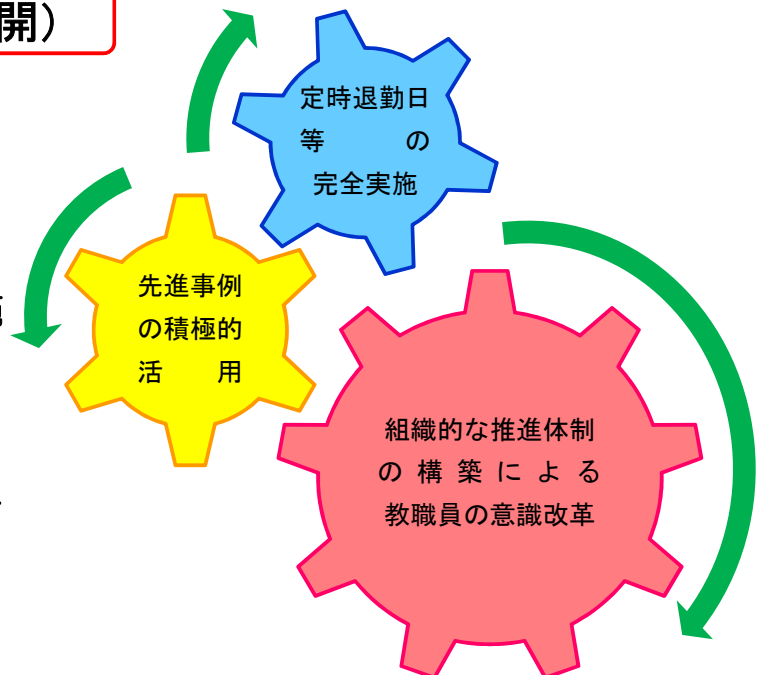 開）
定時退勤日
等の
完全実施
先進事例
の積極的
活用
組織的な推進体制
の構築による
教職員の意識改革